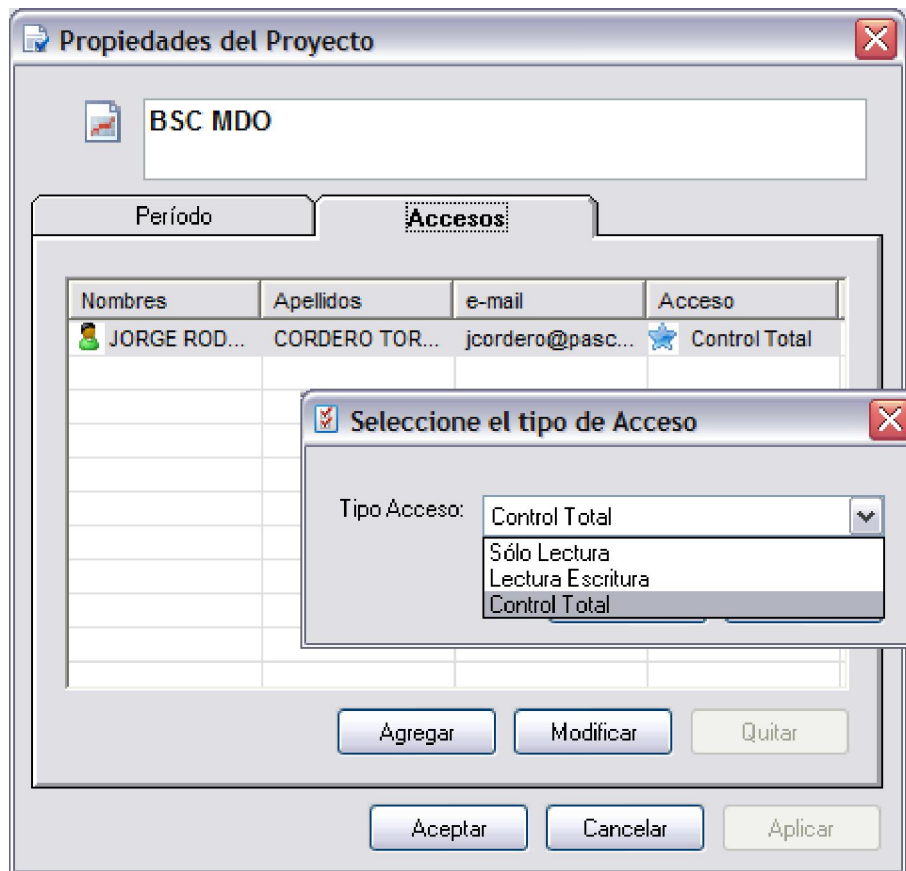 Propiedades del Proyecto
BSC MDO
Período Accesos
Nombres Apellidos e-mail Acceso
JORGE ROD... CORDERO TOR... jcordero@pasc... Control Total
Seleccione el tipo de Acceso
Tipo Acceso: Control Total
Sólo Lectura
Lectura Escritura
Control Total
Agregar Modificar Quitar
Aceptar Cancelar Aplicar